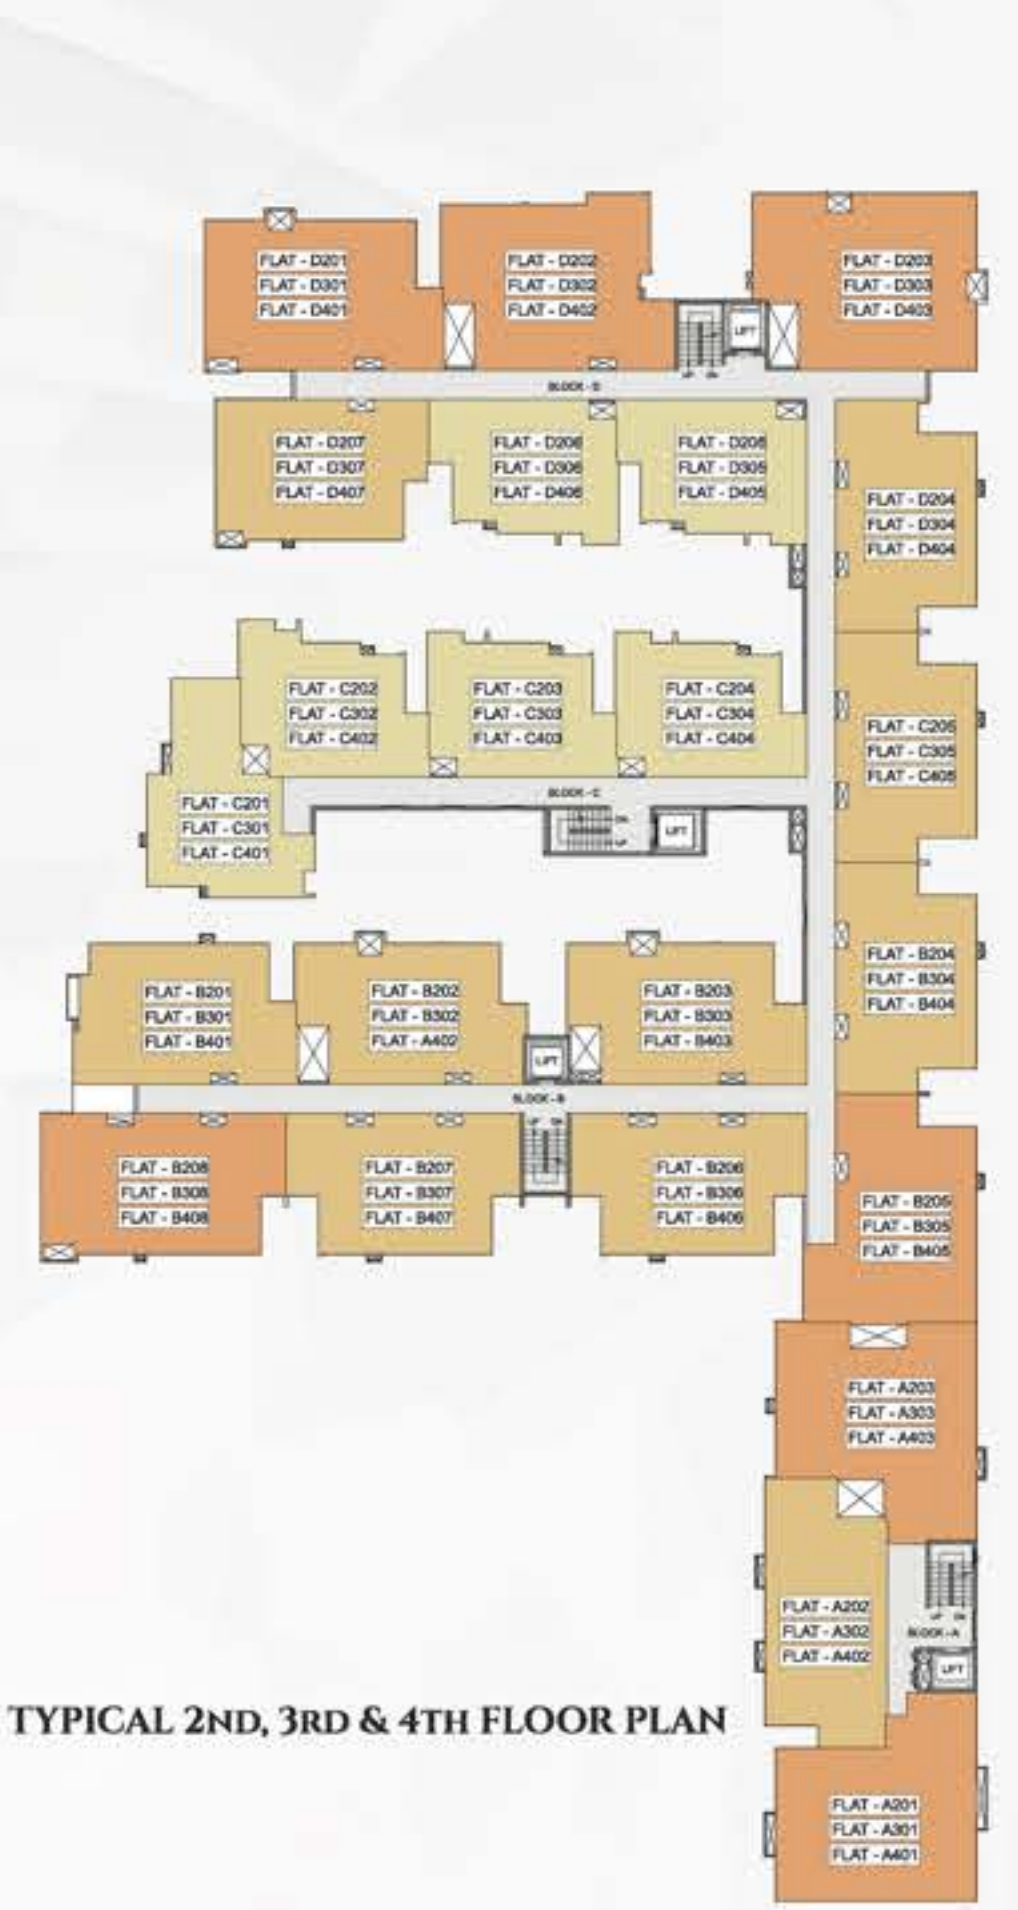 FLAT - D201
FLAT - D301
FLAT - D401
FLAT - D202
FLAT - D302
FLAT - D402
FLAT - D203
FLAT - D303
FLAT - D403
LIFT
UP DN
BLOCK - D
FLAT - D207
FLAT - D307
FLAT - D407
FLAT - D206
FLAT - D306
FLAT - D406
FLAT - D205
FLAT - D305
FLAT - D405
FLAT - D204
FLAT - D304
FLAT - D404
FLAT - C202
FLAT - C302
FLAT - C402
FLAT - C203
FLAT - C303
FLAT - C403
FLAT - C204
FLAT - C304
FLAT - C404
FLAT - C205
FLAT - C305
FLAT - C405
FLAT - C201
FLAT - C301
FLAT - C401
BLOCK - C
DN
UP
LIFT
FLAT - B201
FLAT - B301
FLAT - B401
FLAT - B202
FLAT - B302
FLAT - A402
FLAT - B203
FLAT - B303
FLAT - B403
FLAT - B204
FLAT - B304
FLAT - B404
LIFT
BLOCK - B
UP DN
FLAT - B208
FLAT - B308
FLAT - B408
FLAT - B207
FLAT - B307
FLAT - B407
FLAT - B206
FLAT - B306
FLAT - B406
FLAT - B205
FLAT - B305
FLAT - B405
FLAT - A203
FLAT - A303
FLAT - A403
FLAT - A202
FLAT - A302
FLAT - A402
UP DN
BLOCK - A
LIFT
TYPICAL 2ND, 3RD & 4TH FLOOR PLAN
FLAT - A201
FLAT - A301
FLAT - A401